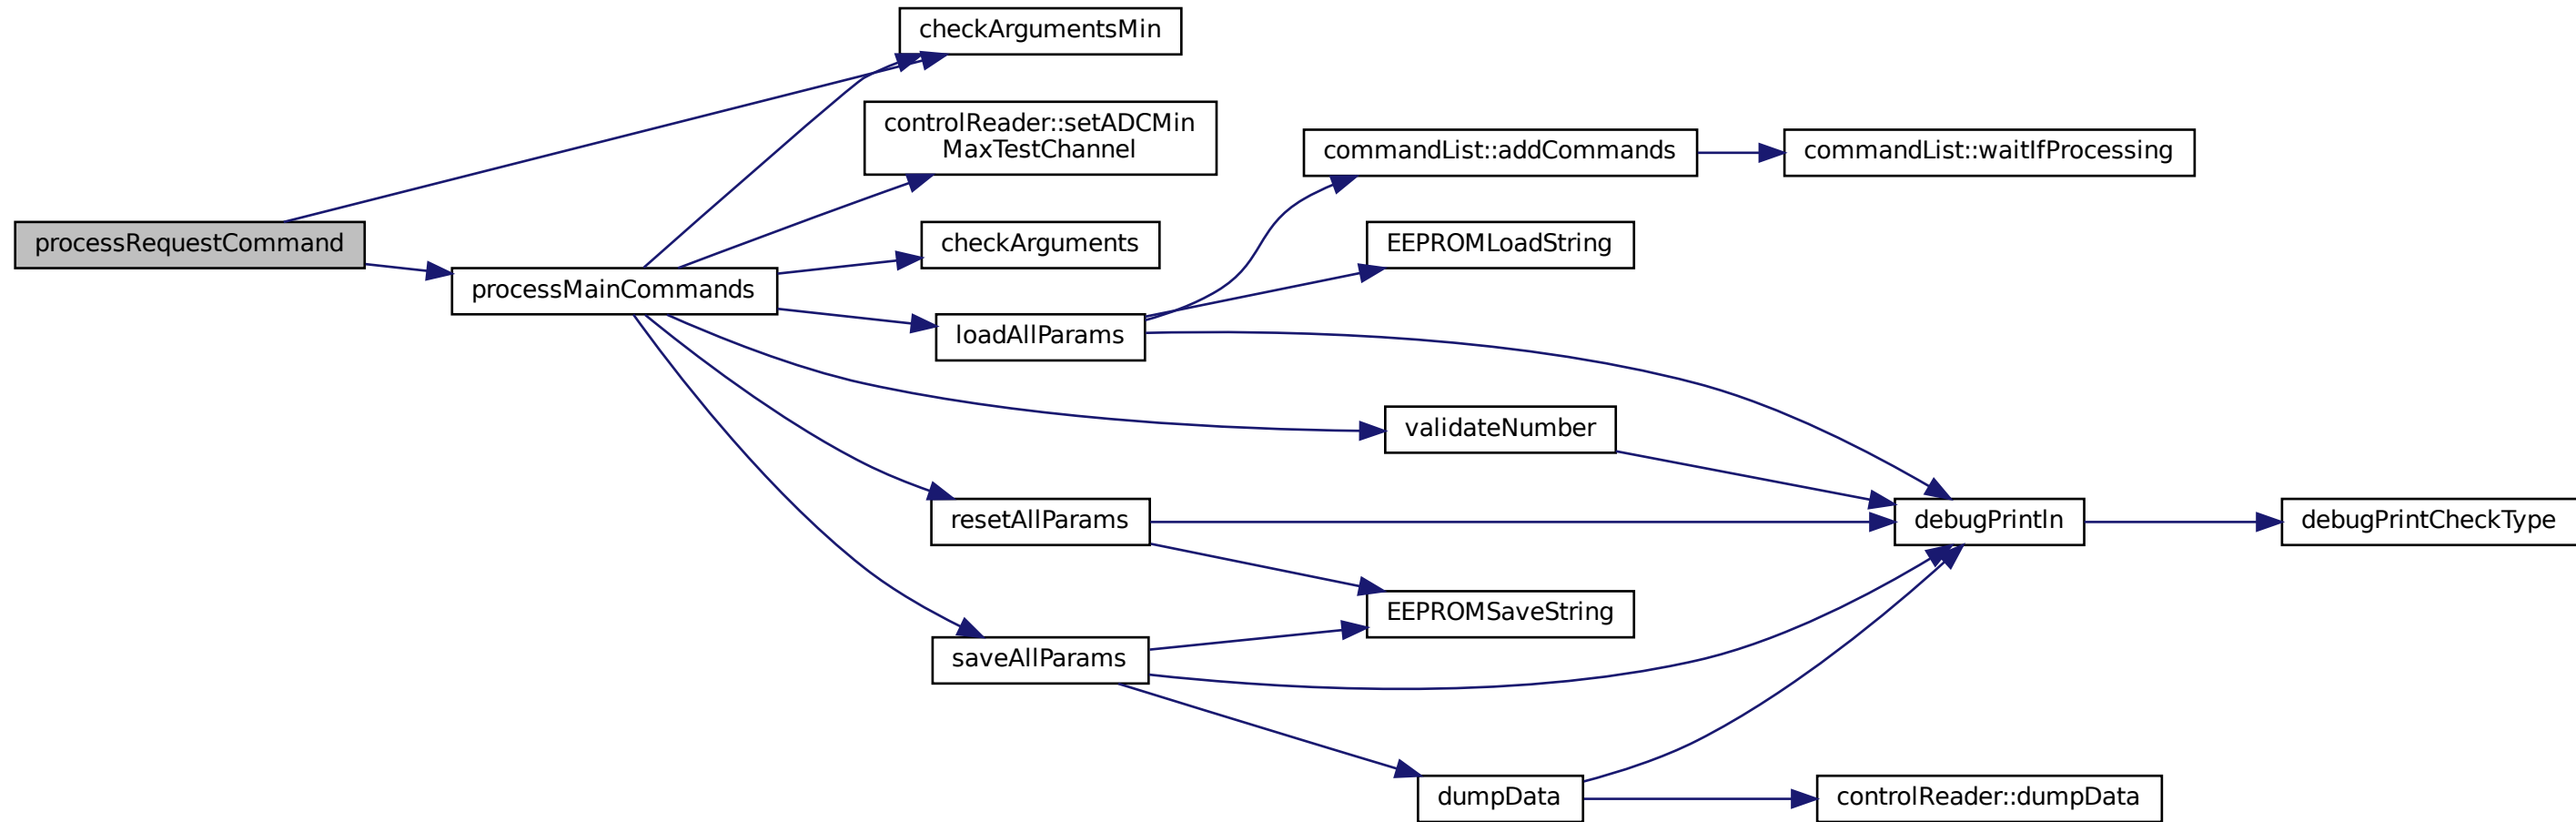 checkArgumentsMin
controlReader::setADCMin
MaxTestChannel
commandList::addCommands
commandList::waitIfProcessing
processRequestCommand
checkArguments
EEPROMLoadString
processMainCommands
loadAllParams
validateNumber
resetAllParams
debugPrintln
debugPrintCheckType
EEPROMSaveString
saveAllParams
dumpData
controlReader::dumpData